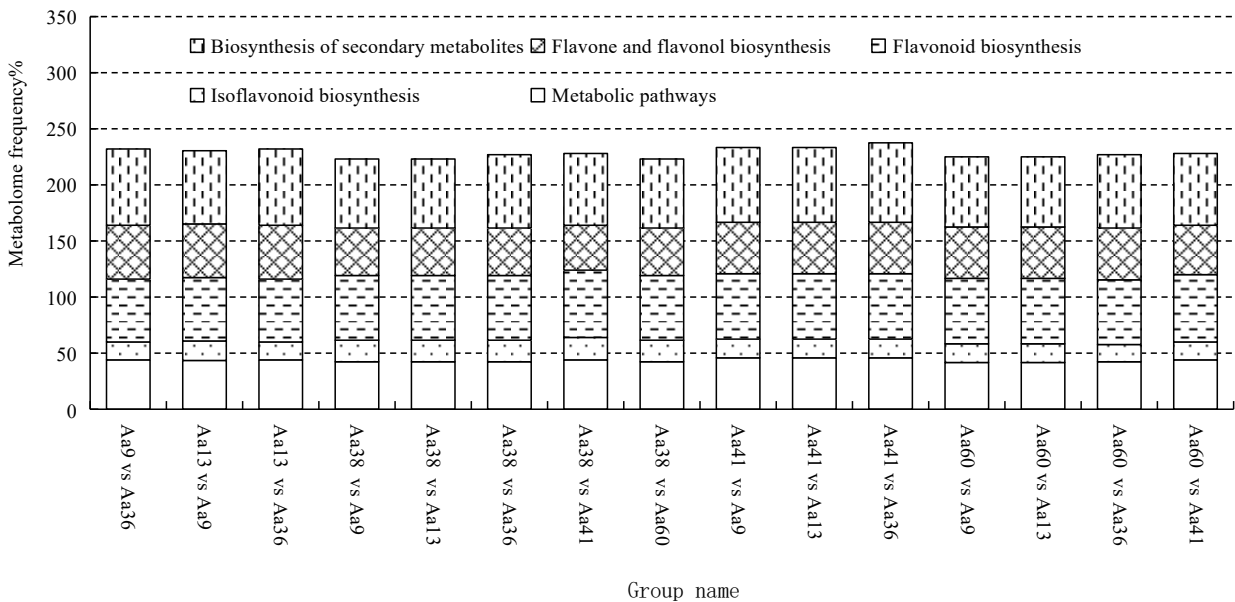 350
300
250
200
150
100
50
0
Metabolome frequency%
Biosynthesis of secondary metabolites Flavone and flavonol biosynthesis Flavonoid biosynthesis
Isoflavonoid biosynthesis Metabolic pathways
Aa9 vs Aa36
Aa13 vs Aa9
Aa13 vs Aa36
Aa38 vs Aa9
Aa38 vs Aa13
Aa38 vs Aa36
Aa38 vs Aa41
Aa38 vs Aa60
Aa41 vs Aa9
Aa41 vs Aa13
Aa41 vs Aa36
Aa60 vs Aa9
Aa60 vs Aa13
Aa60 vs Aa36
Aa60 vs Aa41
Group name